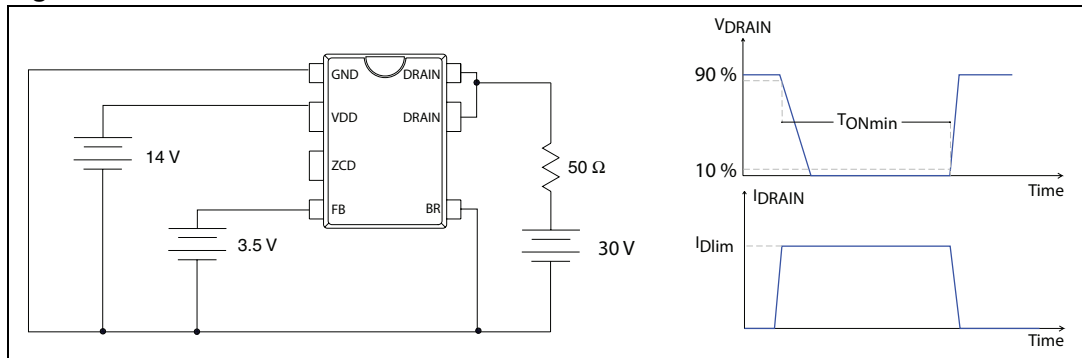 GND
DRAIN
VDD
DRAIN
ZCD
FB
BR
14 V
3.5 V
50 Ω
30 V
VDRAIN
90 %
TONmin
10 %
Time
IDRAIN
IDlim
Time